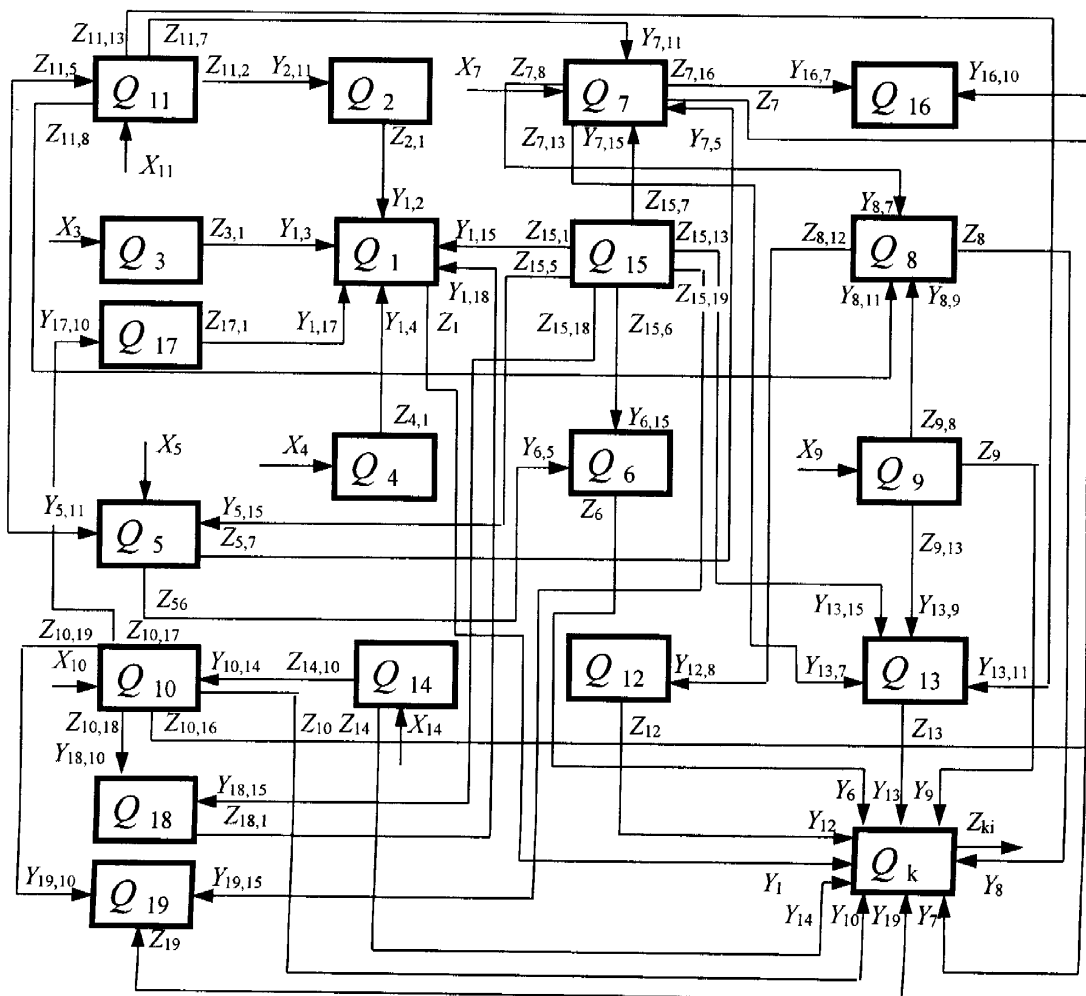 Z11,13 Z11,7
Y7,11
Z11,5 Z11,2 Y2,11 X7 Z7,8 Z7,16 Y16,7 Y16,10
Q 11 Q 2 Q 7 Q 16
Z7
Z11,8 Z2,1 Z7,13 Y7,15 Y7,5
X11
Y1,2 Z15,7 Y8,7
X3 Z3,1 Y1,3 Y1,15 Z15,1 Z15,13 Z8,12 Z8
Q 3 Q 1 Q 15 Q 8
Z15,5
Y1,18 Z15,19 Y8,11 Y8,9
Y17,10 Z17,1 Y1,17 Y1,4 Z1 Z15,18 Z15,6
Q 17
Z4,1 Y6,15 Z9,8
X5 X4 Y6,5 X9 Z9
Q 4 Q 6 Q 9
Y5,11 Y5,15 Z6
Q 5 Z5,7 Z9,13
Z56 Y13,15 Y13,9
Z10,19 Z10,17
X10 Y10,14 Z14,10 Y12,8 Y13,7 Y13,11
Q 10 Q 14 Q 12 Q 13
Z10,18 Z10,16 Z10 Z14 X14 Z12 Z13
Y18,10
Y18,15 Y6 Y13 Y9
Q 18 Z18,1 Y12 Zki
Y19,10 Y19,15 Q k
Q 19 Y1 Y8
Z19 Y14 Y10 Y19 Y7